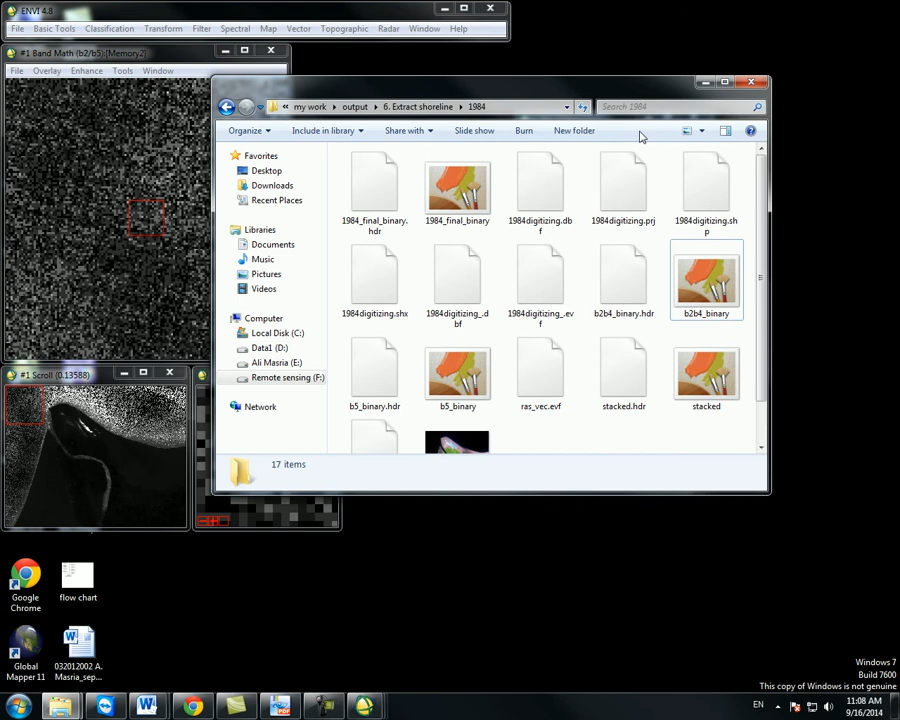 ENVI 4.8
File Basic Tools Classification Transform Filter Spectral Map Vector Topographic Radar Window Help
#1 Band Math (b2/b5):[Memory2]
File Overlay Enhance Tools Window
« my work ▸ output ▸ 6. Extract shoreline ▸ 1984
Search 1984
Organize Include in library Share with Slide show Burn New folder
Favorites
Desktop
Downloads
Recent Places
Libraries
Documents
Music
Pictures
Videos
Computer
Local Disk (C:)
Data1 (D:)
Ali Masria (E:)
Remote sensing (F:)
Network
1984_final_binary.
hdr
1984_final_binary
1984digitizing.db
f
1984digitizing.prj
1984digitizing.sh
p
1984digitizing.shx
1984digitizing_.d
bf
1984digitizing_.ev
f
b2b4_binary.hdr
b2b4_binary
b5_binary.hdr
b5_binary
ras_vec.evf
stacked.hdr
stacked
17 items
#1 Scroll (0.13588)
Google
Chrome
flow chart
Global
Mapper 11
032012002 A.
Masria_sep...
Windows 7
Build 7600
This copy of Windows is not genuine
EN
11:08 AM
9/16/2014